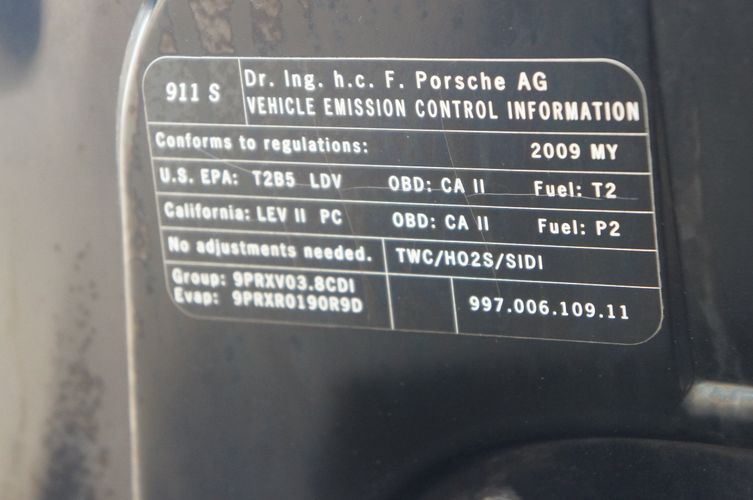 911 S
Dr. Ing. h.c. F. Porsche AG
VEHICLE EMISSION CONTROL INFORMATION
Conforms to regulations: 2009 MY
U.S. EPA: T2B5 LDV OBD: CA II Fuel: T2
California: LEV II PC OBD: CA II Fuel: P2
No adjustments needed. TWC/HO2S/SIDI
Group: 9PRXV03.8CDI
Evap: 9PRXR0190R9D
997.006.109.11